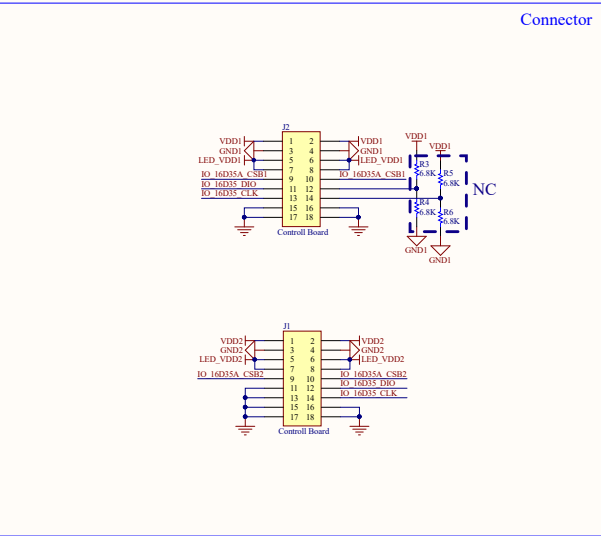 Connector
J2
VDD1 1 2 VDD1
GND1 3 4 GND1
LED_VDD1 5 6 LED_VDD1
7 8
IO_16D35A_CSB1 9 10 IO_16D35A_CSB1
IO_16D35_DIO 11 12
IO_16D35_CLK 13 14
15 16
17 18
Controll Board
VDD1
VDD1
R3
6.8K
R5
6.8K
NC
R4
6.8K
R6
6.8K
GND1
GND1
J1
VDD2 1 2 VDD2
GND2 3 4 GND2
LED_VDD2 5 6 LED_VDD2
7 8
IO_16D35A_CSB2 9 10 IO_16D35A_CSB2
11 12 IO_16D35_DIO
13 14 IO_16D35_CLK
15 16
17 18
Controll Board